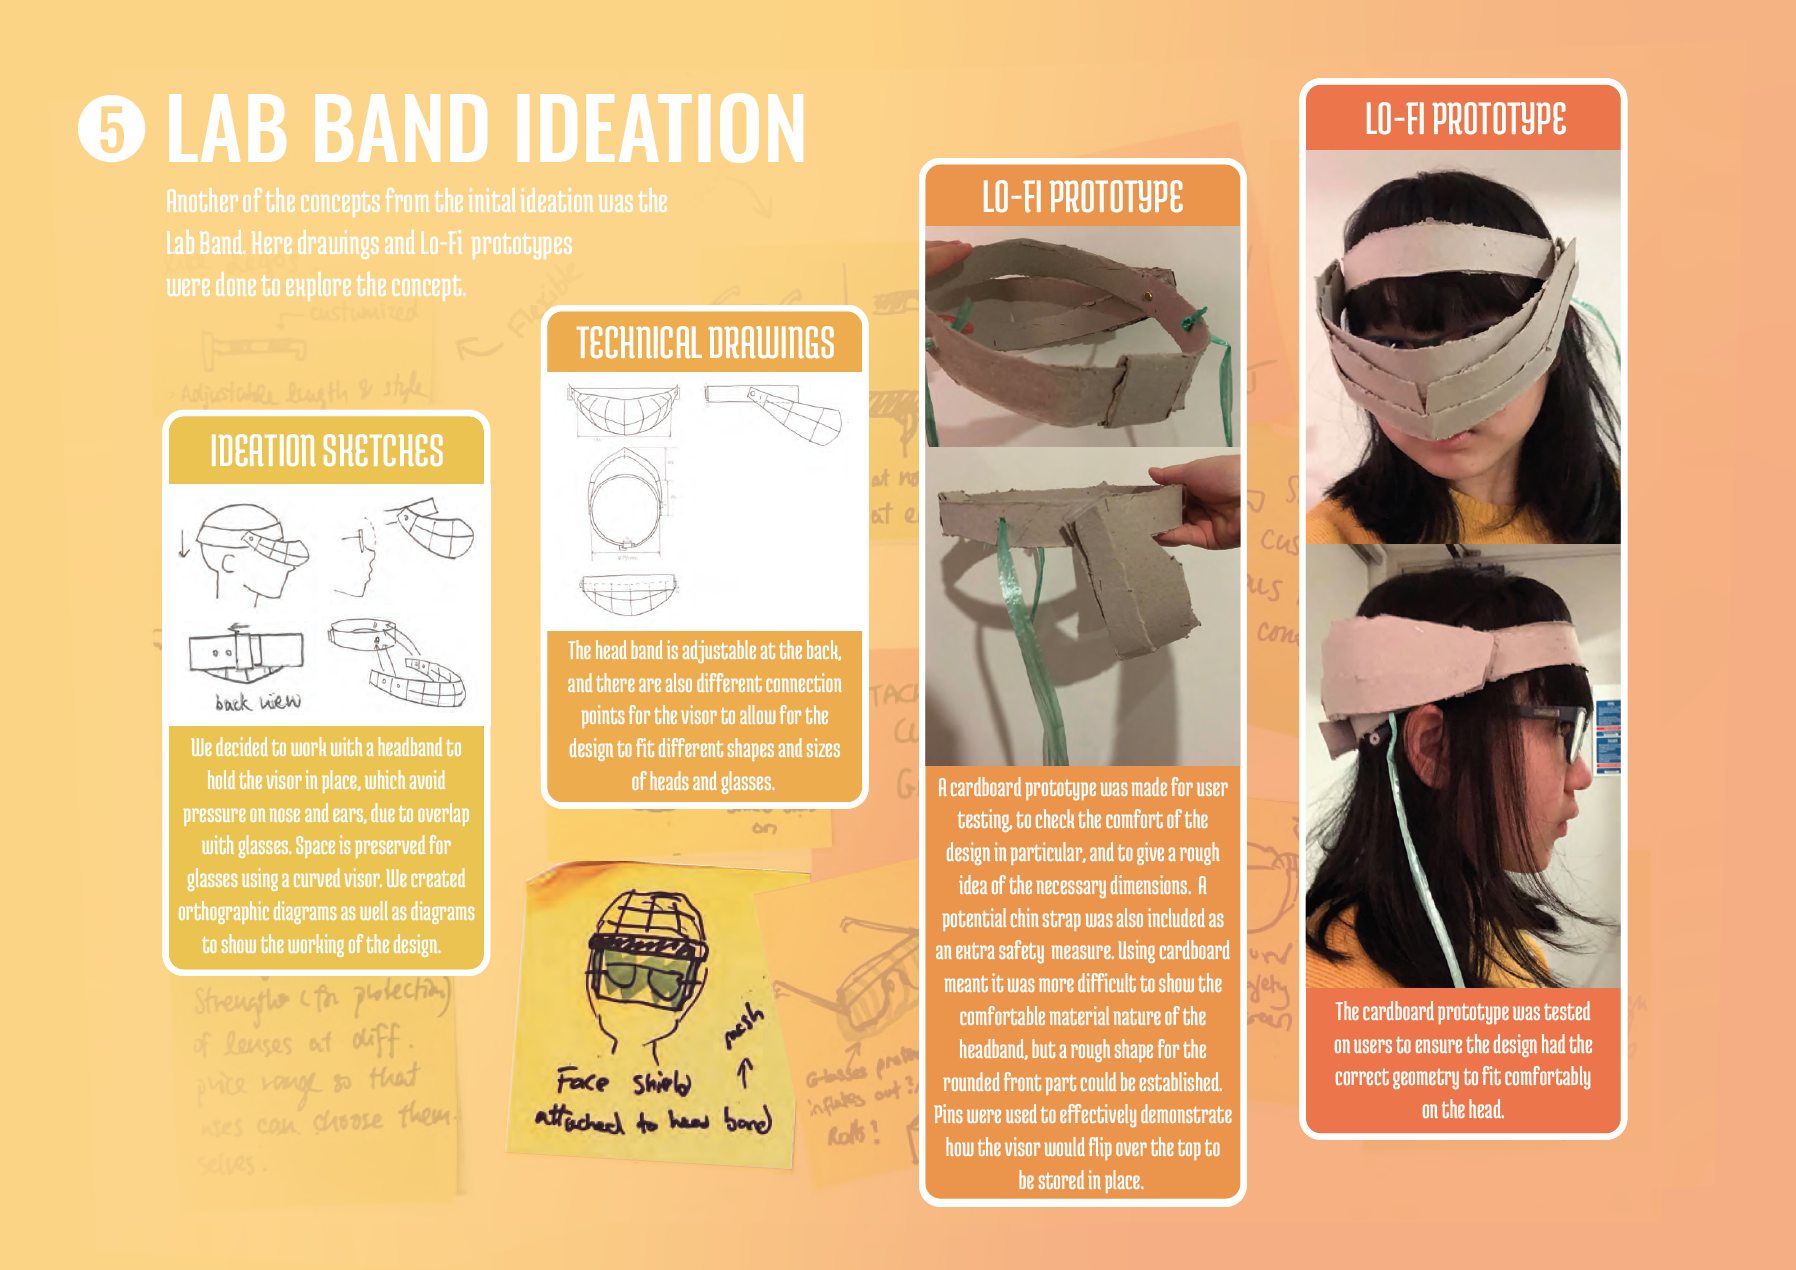 5 LAB BAND IDEATION
Another of the concepts from the inital ideation was the
Lab Band. Here drawings and Lo-Fi prototypes
were done to explore the concept.
custumized
Flexible
- Adjustable length & style
IDEATION SKETCHES
back view
We decided to work with a headband to
hold the visor in place, which avoid
pressure on nose and ears, due to overlap
with glasses. Space is preserved for
glasses using a curved visor. We created
orthographic diagrams as well as diagrams
to show the working of the design.
Strengths (for protection)
of lenses at diff.
price range so that
uses can choose them-
selves.
TECHNICAL DRAWINGS
The head band is adjustable at the back,
and there are also different connection
points for the visor to allow for the
design to fit different shapes and sizes
of heads and glasses.
on
mesh
Face shield
attached to head band
Glasses
inflates out?
Rolls!
LO-FI PROTOTYPE
A cardboard prototype was made for user
testing, to check the comfort of the
design in particular, and to give a rough
idea of the necessary dimensions. A
potential chin strap was also included as
an extra safety measure. Using cardboard
meant it was more difficult to show the
comfortable material nature of the
headband, but a rough shape for the
rounded front part could be established.
Pins were used to effectively demonstrate
how the visor would flip over the top to
be stored in place.
LO-FI PROTOTYPE
The cardboard prototype was tested
on users to ensure the design had the
correct geometry to fit comfortably
on the head.